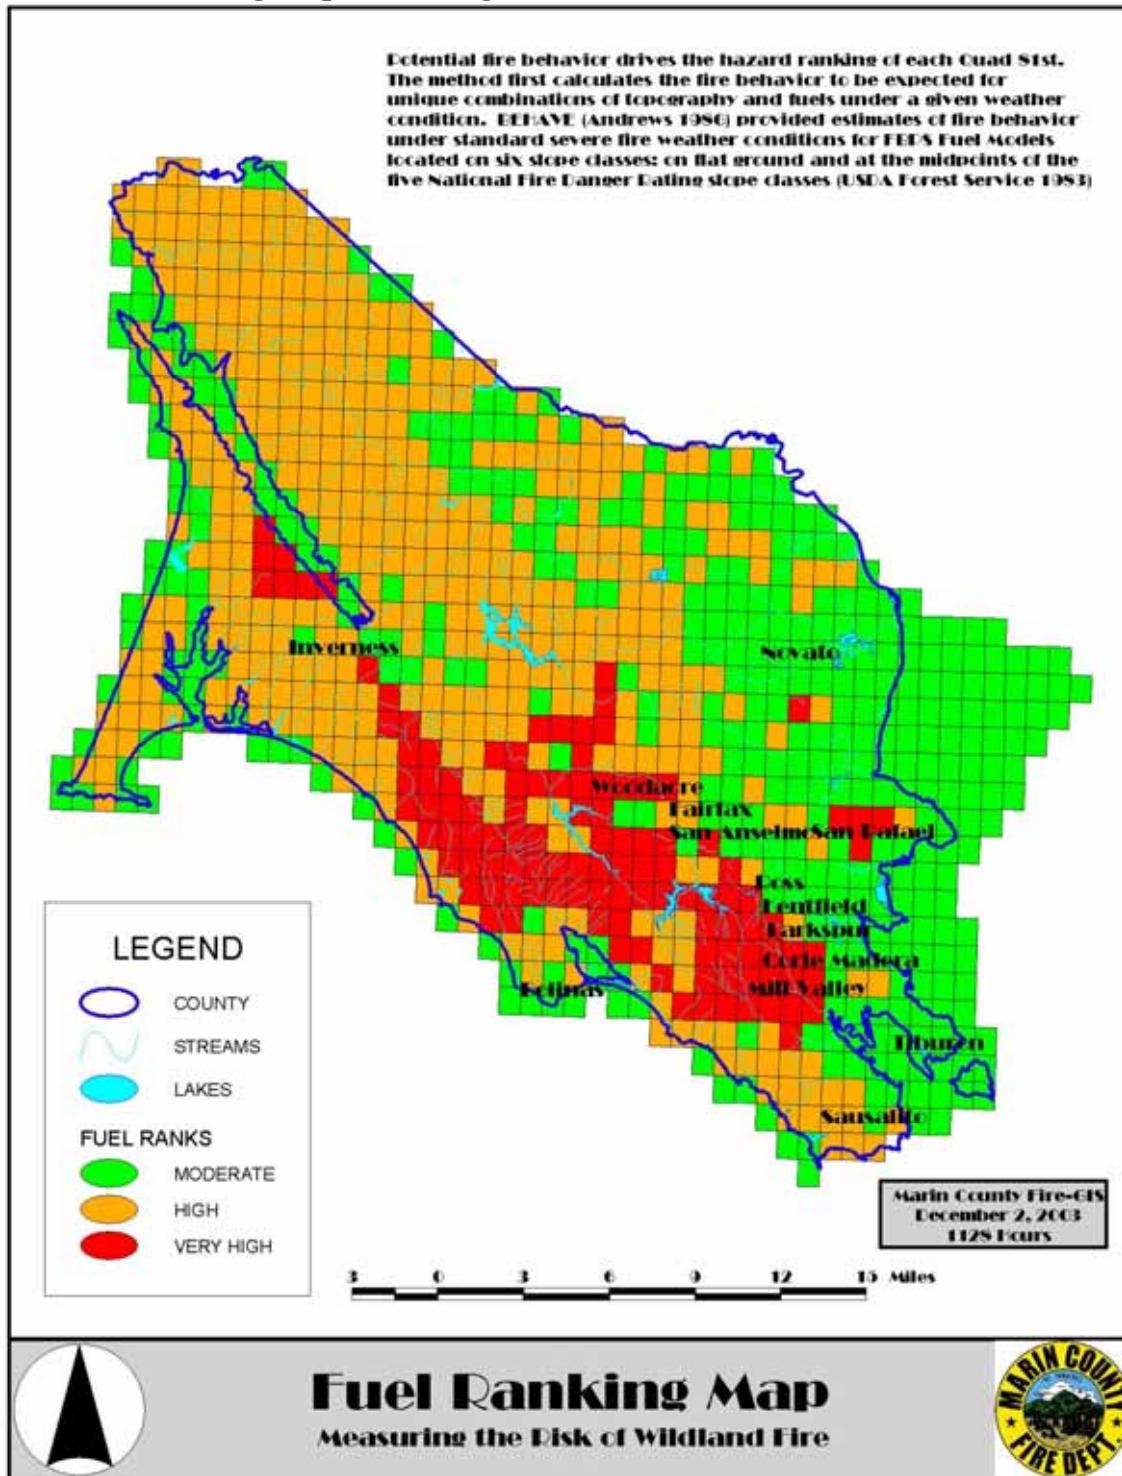 Potential fire behavior drives the hazard ranking of each Quad 81st.
The method first calculates the fire behavior to be expected for
unique combinations of topography and fuels under a given weather
condition. BEHAVE (Andrews 1986) provided estimates of fire behavior
under standard severe fire weather conditions for FBPS Fuel Models
located on six slope classes: on flat ground and at the midpoints of the
five National Fire Danger Rating slope classes (USDA Forest Service 1983)
Inverness
Novato
Woodacre
Fairfax
San Anselmo
San Rafael
Ross
Kentfield
Larkspur
Corte Madera
Mill Valley
Bolinas
Tiburon
Sausalito
LEGEND
COUNTY
STREAMS
LAKES
FUEL RANKS
MODERATE
HIGH
VERY HIGH
Marin County Fire-GIS
December 2, 2003
1128 Hours
3 0 3 6 9 12 15 Miles
Fuel Ranking Map
Measuring the Risk of Wildland Fire
MARIN COUNTY
FIRE DEPT.